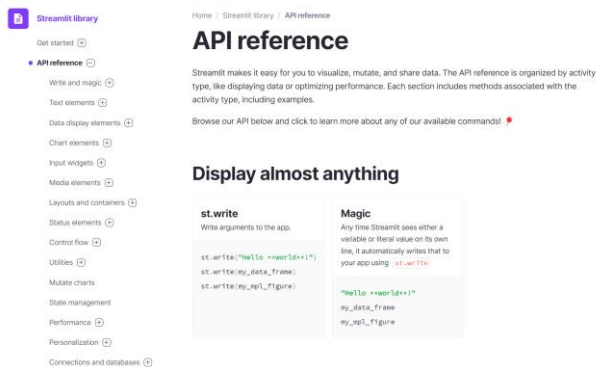 Streamlit library
Get started
API reference
Write and magic
Text elements
Data display elements
Chart elements
Input widgets
Media elements
Layouts and containers
Status elements
Control flow
Utilities
Mutate charts
State management
Performance
Personalization
Connections and databases
Home / Streamlit library / API reference
API reference
Streamlit makes it easy for you to visualize, mutate, and share data. The API reference is organized by activity
type, like displaying data or optimizing performance. Each section includes methods associated with the
activity type, including examples.
Browse our API below and click to learn more about any of our available commands! 🎈
Display almost anything
st.write
Write arguments to the app.
st.write("Hello **world**!")
st.write(my_data_frame)
st.write(my_mpl_figure)
Magic
Any time Streamlit sees either a
variable or literal value on its own
line, it automatically writes that to
your app using st.write
"Hello **world**!"
my_data_frame
my_mpl_figure